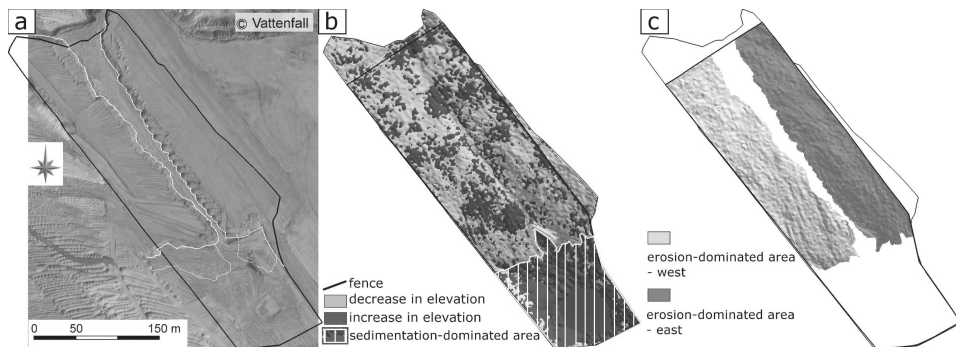 a
© Vattenfall
0 50 150 m
b
fence
decrease in elevation
increase in elevation
sedimentation-dominated area
c
erosion-dominated area
- west
erosion-dominated area
- east